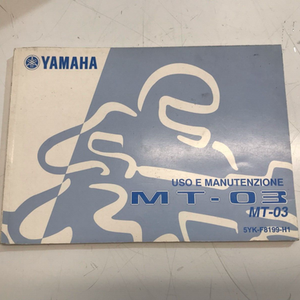 YAMAHA
USO E MANUTENZIONE
MT-03
MT-03
5YK-F8199-H1